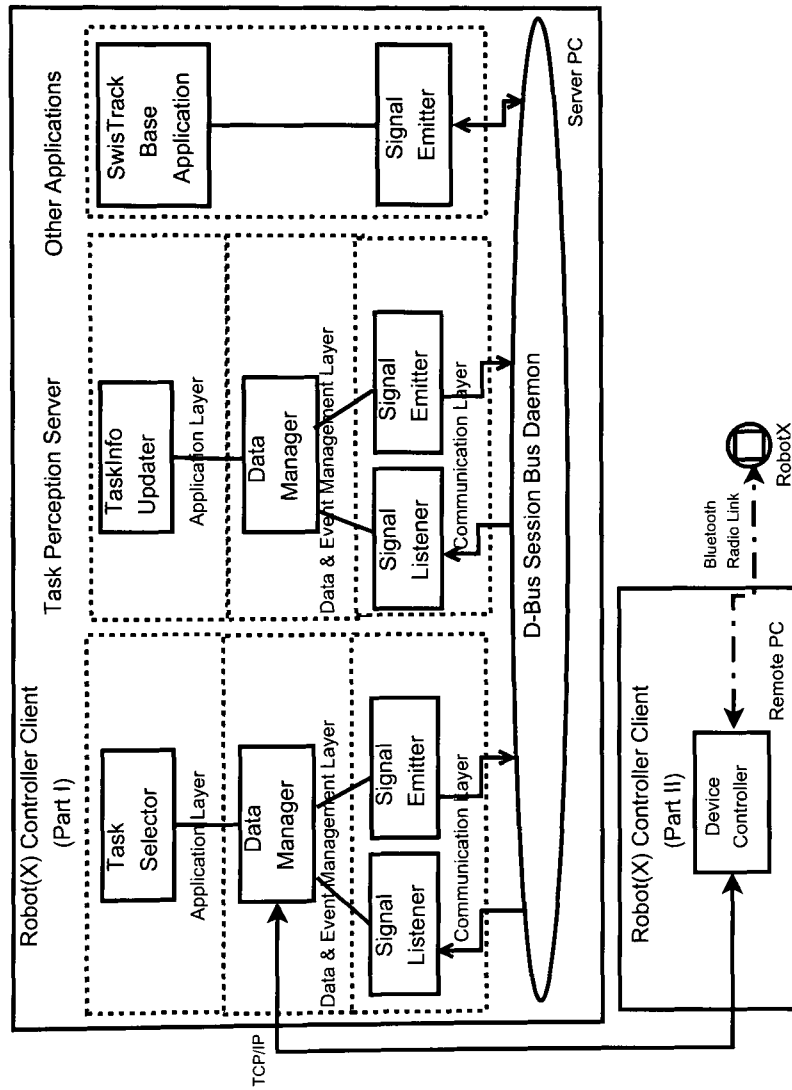 Robot(X) Controller Client
(Part I)
Task
Selector
Application Layer
Data
Manager
Data & Event Management Layer
Signal
Listener
Signal
Emitter
Communication Layer
Task Perception Server
TaskInfo
Updater
Application Layer
Data
Manager
Data & Event Management Layer
Signal
Listener
Signal
Emitter
Communication Layer
Other Applications
SwisTrack
Base
Application
Signal
Emitter
D-Bus Session Bus Daemon
Server PC
TCP/IP
Robot(X) Controller Client
(Part II)
Device
Controller
Remote PC
Bluetooth
Radio Link
RobotX